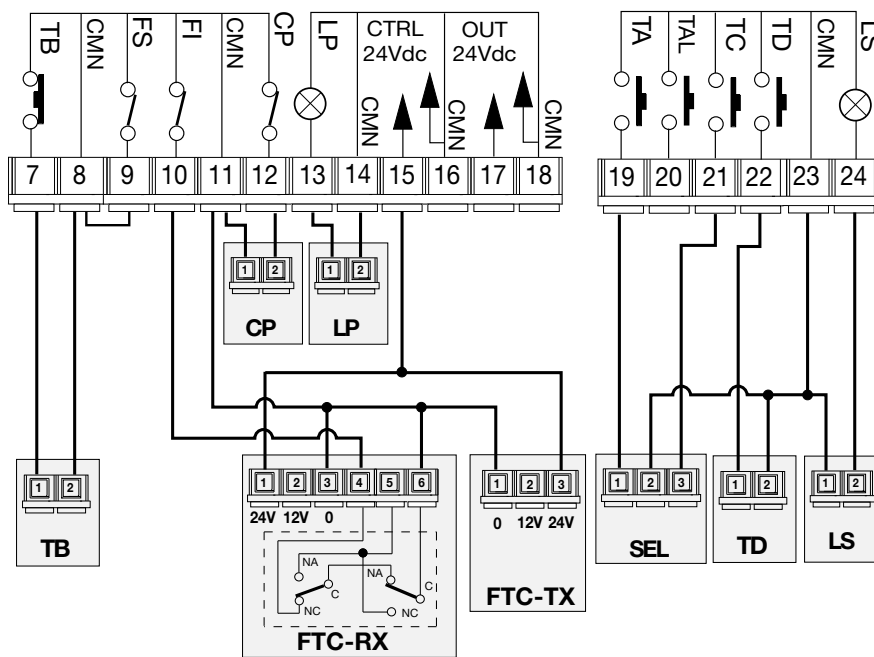 TB CMN FS FI CMN CP LP CTRL 24Vdc CMN OUT 24Vdc CMN CMN
TA TAL TC TD CMN LS
7 8 9 10 11 12 13 14 15 16 17 18
19 20 21 22 23 24
1 2
CP
1 2
LP
1 2
TB
1 2 3 4 5 6
24V 12V 0
NA NA C
C
NC NC
FTC-RX
1 2 3
0 12V 24V
FTC-TX
1 2 3
SEL
1 2
TD
1 2
LS